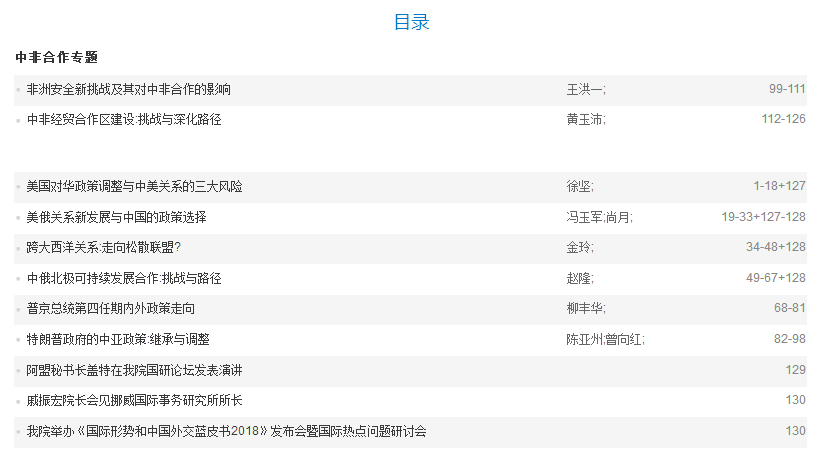 目录
中非合作专题
非洲安全新挑战及其对中非合作的影响 王洪一; 99-111
中非经贸合作区建设:挑战与深化路径 黄玉沛; 112-126
美国对华政策调整与中美关系的三大风险 徐坚; 1-18+127
美俄关系新发展与中国的政策选择 冯玉军;尚月; 19-33+127-128
跨大西洋关系:走向松散联盟? 金玲; 34-48+128
中俄北极可持续发展合作:挑战与路径 赵隆; 49-67+128
普京总统第四任期内外政策走向 柳丰华; 68-81
特朗普政府的中亚政策:继承与调整 陈亚州;曾向红; 82-98
阿盟秘书长盖特在我院国研论坛发表演讲 129
戚振宏院长会见挪威国际事务研究所所长 130
我院举办《国际形势和中国外交蓝皮书2018》发布会暨国际热点问题研讨会 130